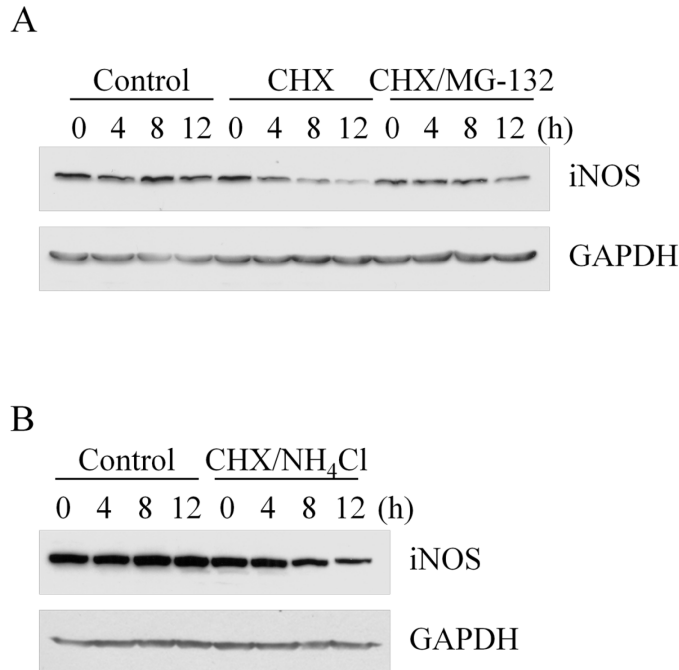 A
Control CHX CHX/MG-132
0 4 8 12 0 4 8 12 0 4 8 12 (h)
iNOS
GAPDH
B
Control CHX/NH₄Cl
0 4 8 12 0 4 8 12 (h)
iNOS
GAPDH